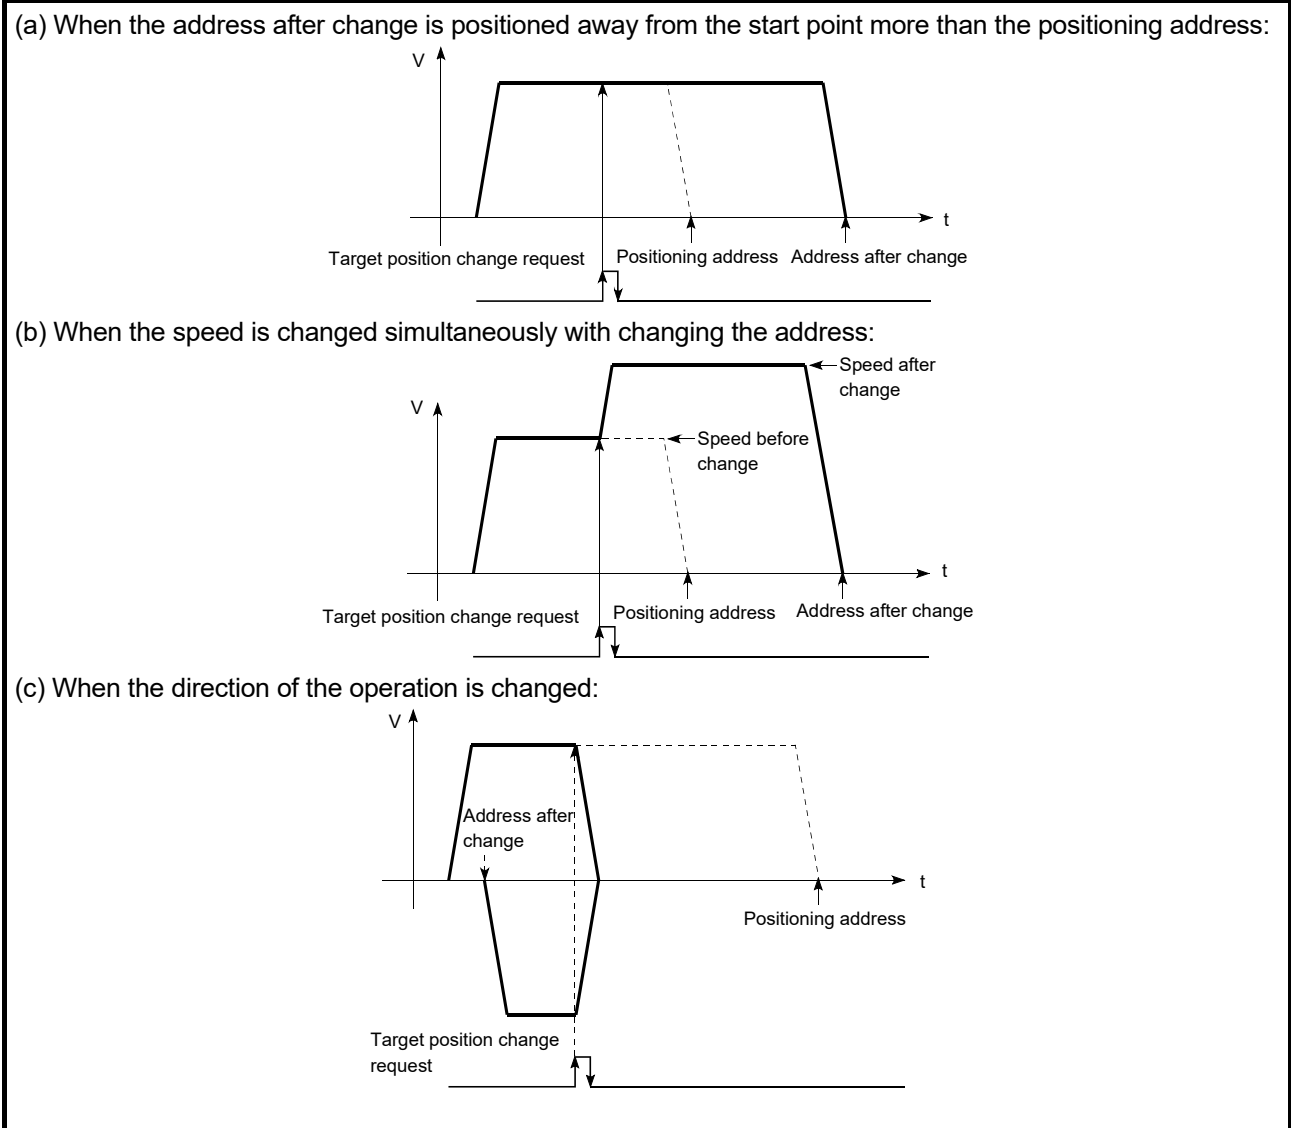 (a) When the address after change is positioned away from the start point more than the positioning address:
V
t
Target position change request
Positioning address
Address after change
(b) When the speed is changed simultaneously with changing the address:
Speed after
change
V
Speed before
change
t
Target position change request
Positioning address
Address after change
(c) When the direction of the operation is changed:
V
Address after
change
t
Positioning address
Target position change
request